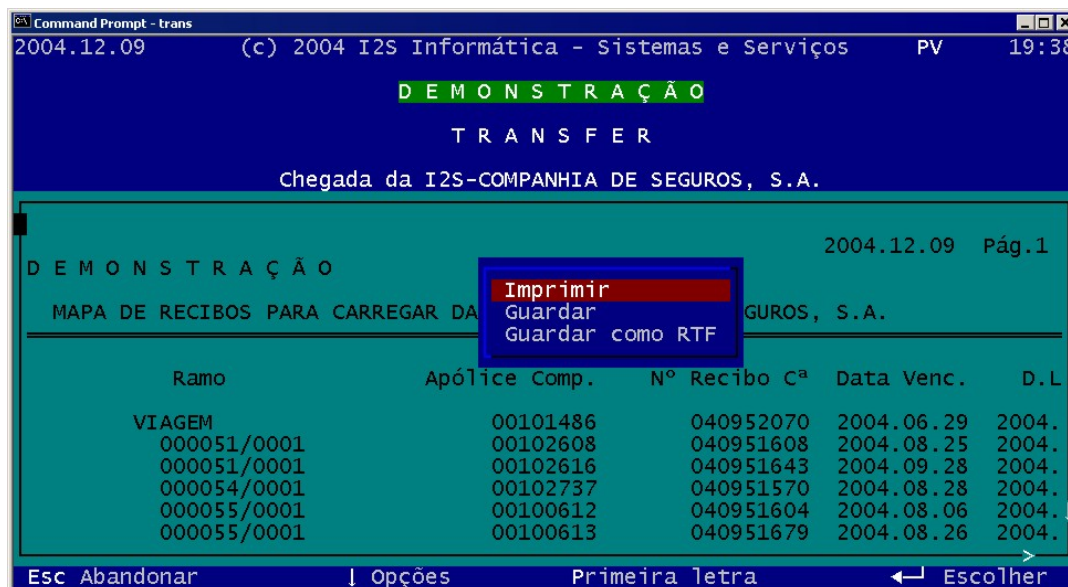 Command Prompt - trans
2004.12.09 (c) 2004 I2S Informática - Sistemas e Serviços PV 19:38
D E M O N S T R A Ç Ã O
T R A N S F E R
Chegada da I2S-COMPANHIA DE SEGUROS, S.A.
2004.12.09 Pág.1
D E M O N S T R A Ç Ã O
Imprimir
MAPA DE RECIBOS PARA CARREGAR DA Guardar GUROS, S.A.
Guardar como RTF
Ramo Apólice Comp. Nº Recibo Cª Data Venc. D.L
VIAGEM 00101486 040952070 2004.06.29 2004.
000051/0001 00102608 040951608 2004.08.25 2004.
000051/0001 00102616 040951643 2004.09.28 2004.
000054/0001 00102737 040951570 2004.08.28 2004.
000055/0001 00100612 040951604 2004.08.06 2004.
000055/0001 00100613 040951679 2004.08.26 2004.
>
Esc Abandonar ↓ Opções Primeira letra ←┘ Escolher